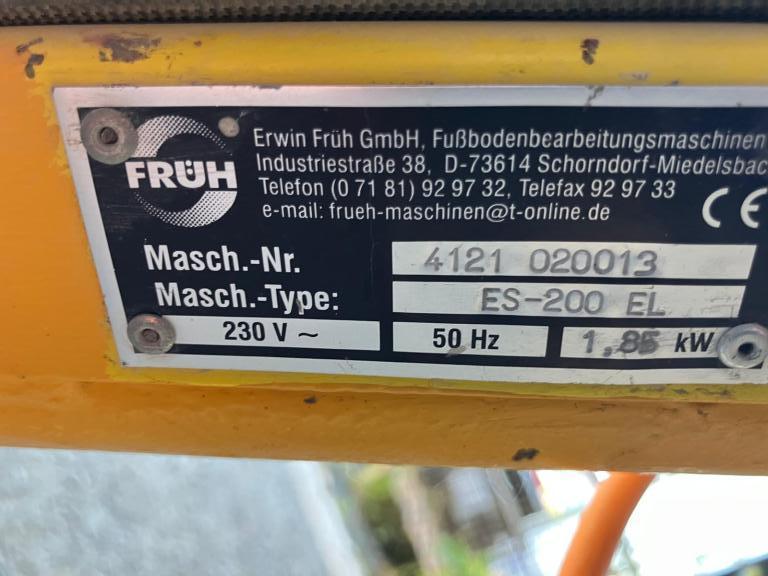 FRÜH
Erwin Früh GmbH, Fußbodenbearbeitungsmaschinen
Industriestraße 38, D-73614 Schorndorf-Miedelsbac
Telefon (0 71 81) 92 97 32, Telefax 92 97 33
e-mail: frueh-maschinen@t-online.de
CE
Masch.-Nr. 4121 020013
Masch.-Type: ES-200 EL
230 V ~ 50 Hz 1,85 kW